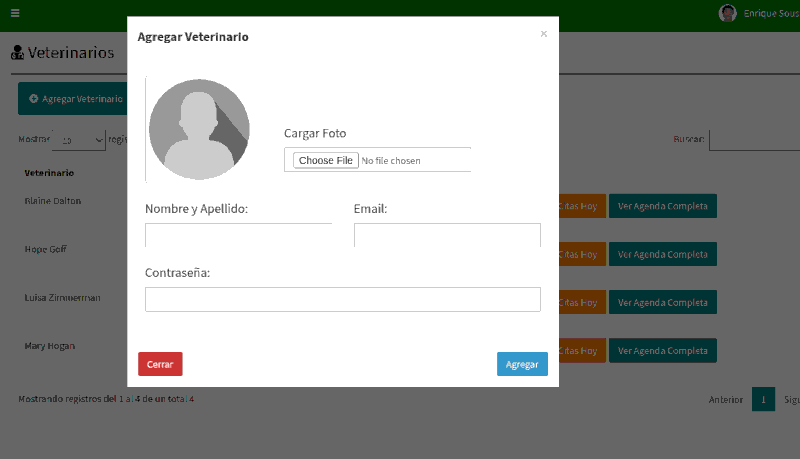 Enrique Sous
Agregar Veterinario
×
Veterinarios
Agregar Veterinario
Cargar Foto
Choose File No file chosen
Mostrar 10 regis
Buscar:
Veterinario
Blaine Dalton
Citas Hoy
Ver Agenda Completa
Nombre y Apellido:
Email:
Hope Goff
Citas Hoy
Ver Agenda Completa
Contraseña:
Luisa Zimmerman
Citas Hoy
Ver Agenda Completa
Mary Hogan
Citas Hoy
Ver Agenda Completa
Cerrar
Agregar
Mostrando registros del 1 al 4 de un total 4
Anterior 1 Sigu